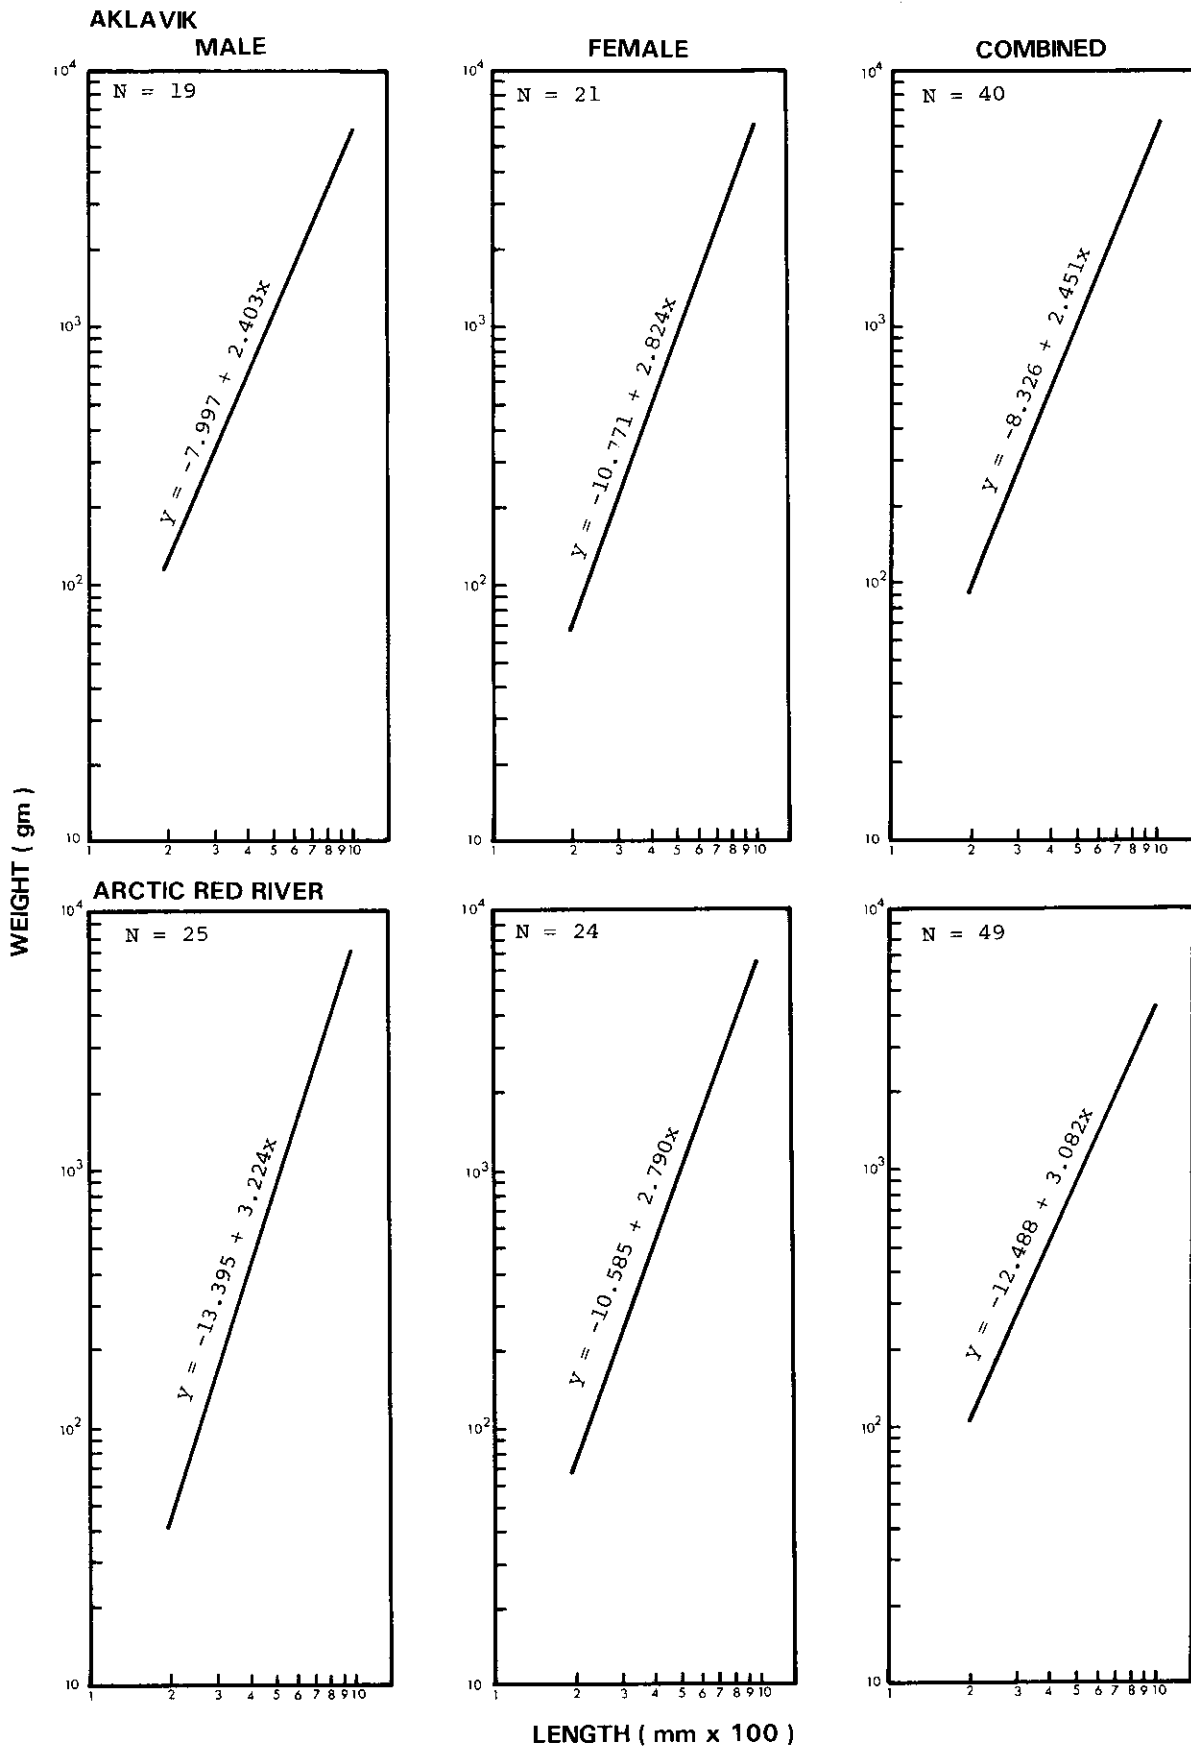 AKLAVIK
MALE FEMALE COMBINED
10⁴ N = 19
10³
10²
10
y = -7.997 + 2.403x
1 2 3 4 5 6 7 8 9 10
10⁴ N = 21
10³
10²
10
y = -10.771 + 2.824x
1 2 3 4 5 6 7 8 9 10
10⁴ N = 40
10³
10²
10
y = -8.326 + 2.451x
1 2 3 4 5 6 7 8 9 10
WEIGHT ( gm )
ARCTIC RED RIVER
10⁴ N = 25
10³
10²
10
y = -13.395 + 3.224x
1 2 3 4 5 6 7 8 9 10
10⁴ N = 24
10³
10²
10
y = -10.585 + 2.790x
1 2 3 4 5 6 7 8 9 10
10⁴ N = 49
10³
10²
10
y = -12.488 + 3.082x
1 2 3 4 5 6 7 8 9 10
LENGTH ( mm x 100 )